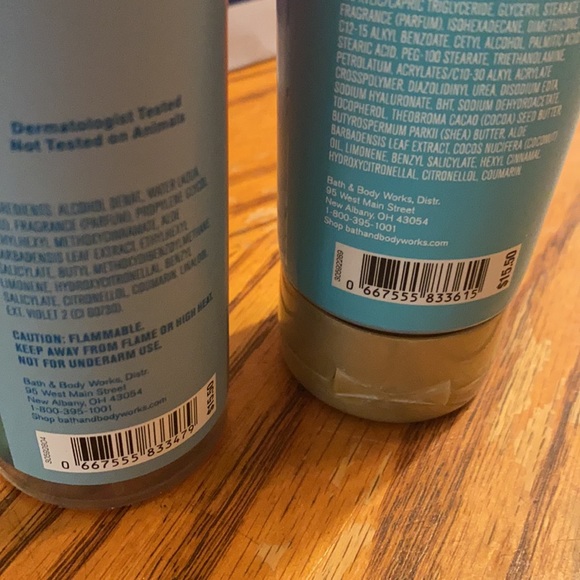 Dermatologist Tested
Not Tested on Animals
ALCOHOL DENAT., WATER
FRAGRANCE (PARFUM), PROPYLENE GLYCOL,
METHOXYCINNAMATE, ALOE
BARBADENSIS LEAF EXTRACT, ETHYLHEXYL
SALICYLATE, BUTYL METHOXYDIBENZOYLMETHANE,
LIMONENE, HYDROXYCITRONELLAL, BENZYL
SALICYLATE, CITRONELLOL, COUMARIN, LINALOOL,
EXT. VIOLET 2 (CI 60730).
CAUTION: FLAMMABLE.
KEEP AWAY FROM FLAME OR HIGH HEAT.
NOT FOR UNDERARM USE.
Bath & Body Works, Distr.
95 West Main Street
New Albany, OH 43054
1-800-395-1001
Shop bathandbodyworks.com
$15.50
0 667555 833479
CAPRYLIC/CAPRIC TRIGLYCERIDE, GLYCERYL STEARATE,
FRAGRANCE (PARFUM), ISOHEXADECANE, DIMETHICONE,
C12-15 ALKYL BENZOATE, CETYL ALCOHOL, PALMITIC ACID,
STEARIC ACID, PEG-100 STEARATE, TRIETHANOLAMINE,
PETROLATUM, ACRYLATES/C10-30 ALKYL ACRYLATE
CROSSPOLYMER, DIAZOLIDINYL UREA, DISODIUM EDTA,
SODIUM HYALURONATE, BHT, SODIUM DEHYDROACETATE,
TOCOPHEROL, THEOBROMA CACAO (COCOA) SEED BUTTER,
BUTYROSPERMUM PARKII (SHEA) BUTTER, ALOE
BARBADENSIS LEAF EXTRACT, COCOS NUCIFERA (COCONUT)
OIL, LIMONENE, BENZYL SALICYLATE, HEXYL CINNAMAL,
HYDROXYCITRONELLAL, CITRONELLOL, COUMARIN.
Bath & Body Works, Distr.
95 West Main Street
New Albany, OH 43054
1-800-395-1001
Shop bathandbodyworks.com
$15.50
0 667555 833615